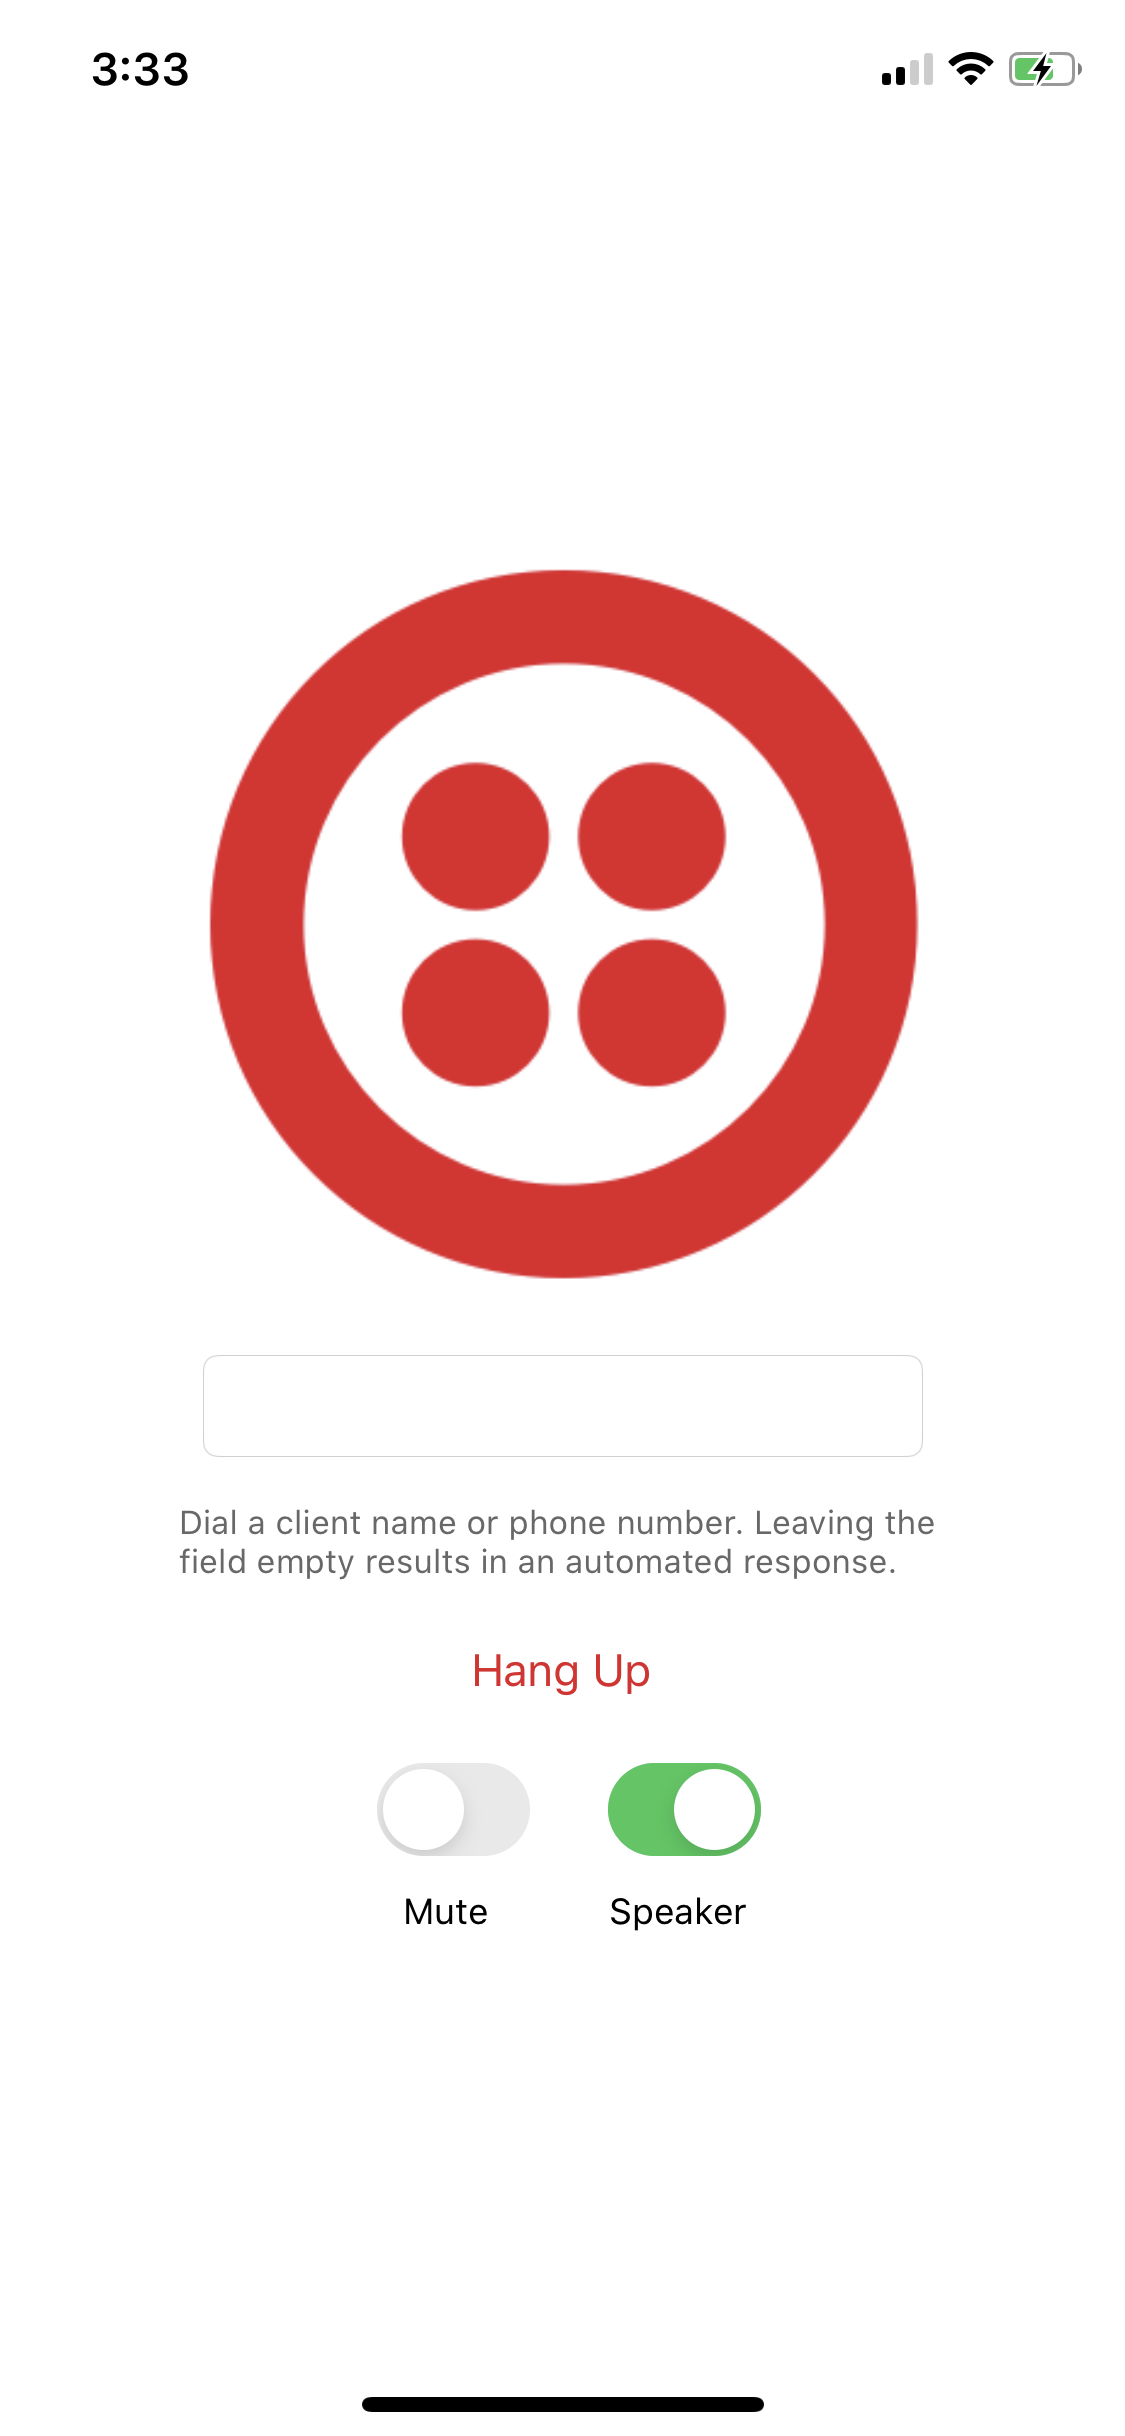 3:33
Dial a client name or phone number. Leaving the
field empty results in an automated response.
Hang Up
Mute Speaker